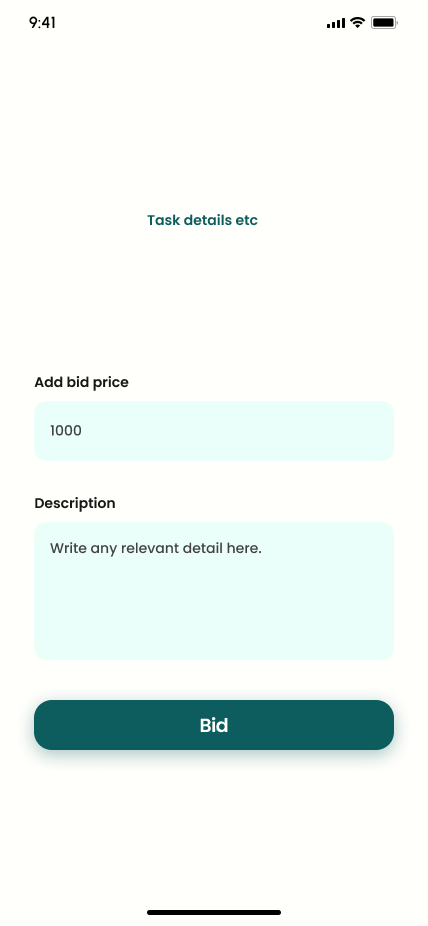 9:41
Task details etc
Add bid price
1000
Description
Write any relevant detail here.
Bid